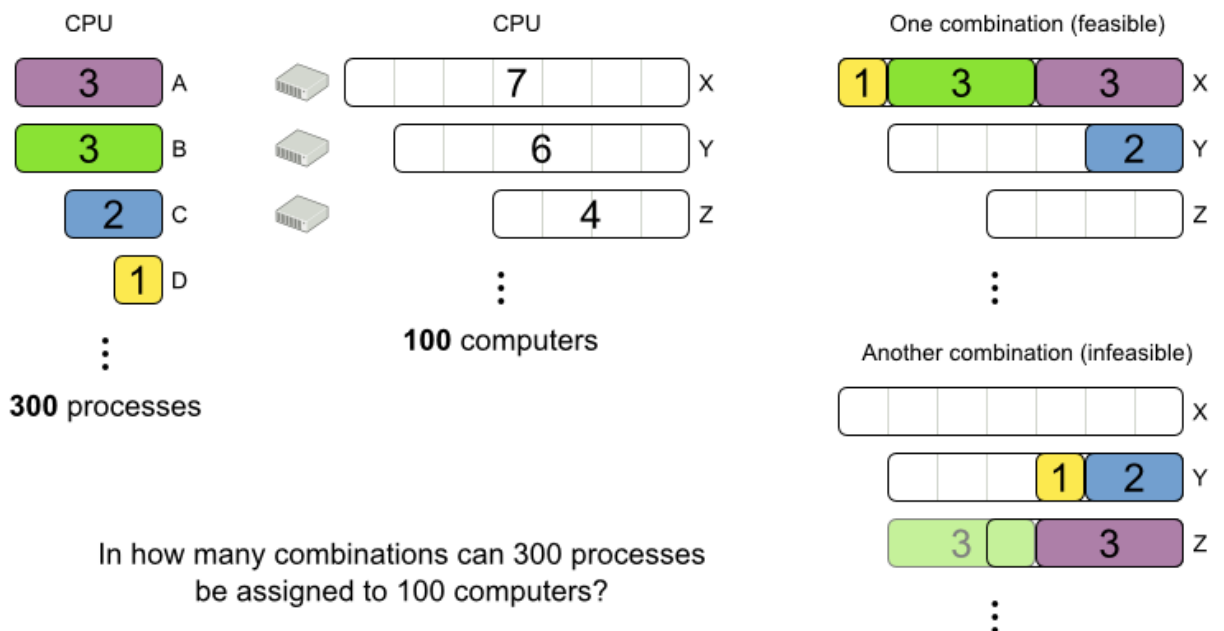 CPU
3 A
3 B
2 C
1 D
300 processes
CPU
7 X
6 Y
4 Z
100 computers
One combination (feasible)
1 3 3 X
2 Y
Z
Another combination (infeasible)
X
1 2 Y
3 3 Z
In how many combinations can 300 processes
be assigned to 100 computers?